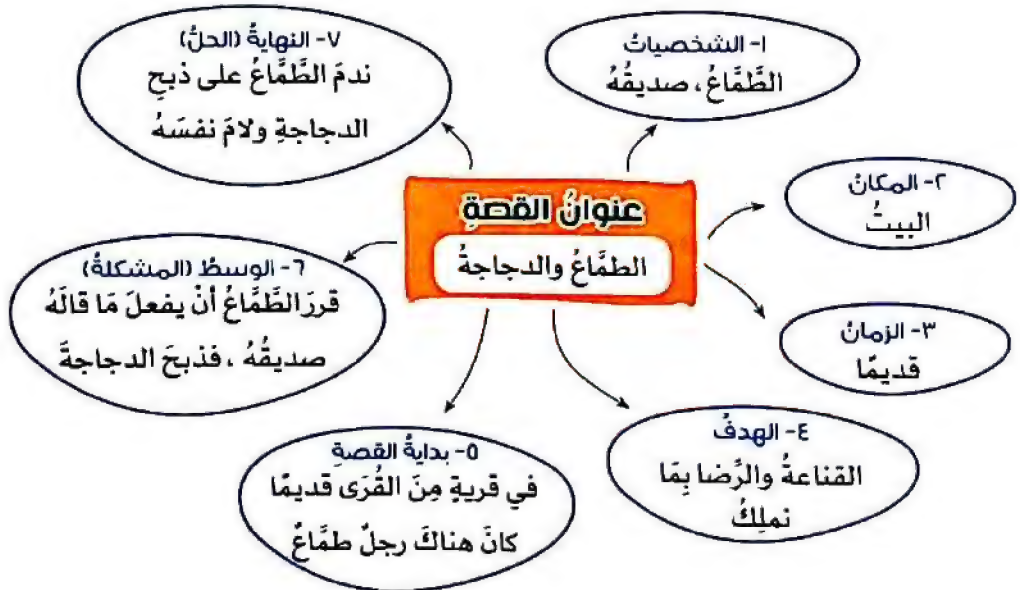 عنوانُ القصةِ
الطمَّاعُ والدجاجةُ
١- الشخصياتُ
الطَّمَّاعُ، صديقُهُ
٢- المكانُ
البيتُ
٣- الزمانُ
قديمًا
٤- الهدفُ
القناعةُ والرِّضا بِمَا
نملِكُ
٥- بدايةُ القصةِ
في قريةٍ مِنَ القُرَى قديمًا
كانَ هناكَ رجلٌ طمَّاعٌ
٦- الوسطُ (المشكلةُ)
قررَ الطَّمَّاعُ أنْ يفعلَ مَا قالَهُ
صديقُهُ ، فذبحَ الدجاجةَ
٧- النهايةُ (الحلُّ)
ندمَ الطَّمَّاعُ على ذبحِ
الدجاجةِ ولامَ نفسَهُ